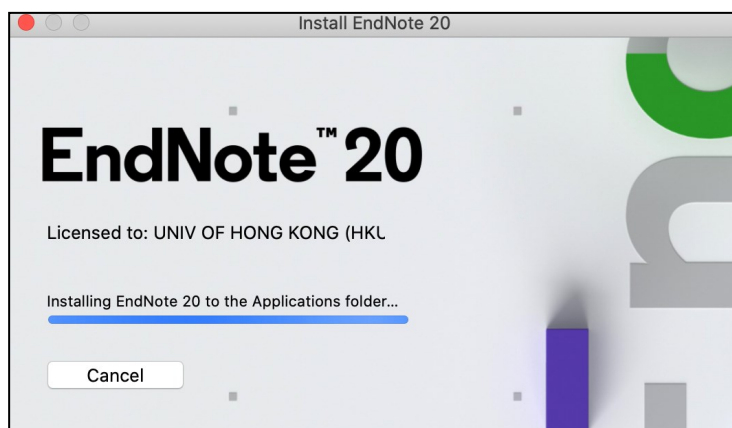 Install EndNote 20
EndNote™ 20
Licensed to: UNIV OF HONG KONG (HKU
Installing EndNote 20 to the Applications folder...
Cancel